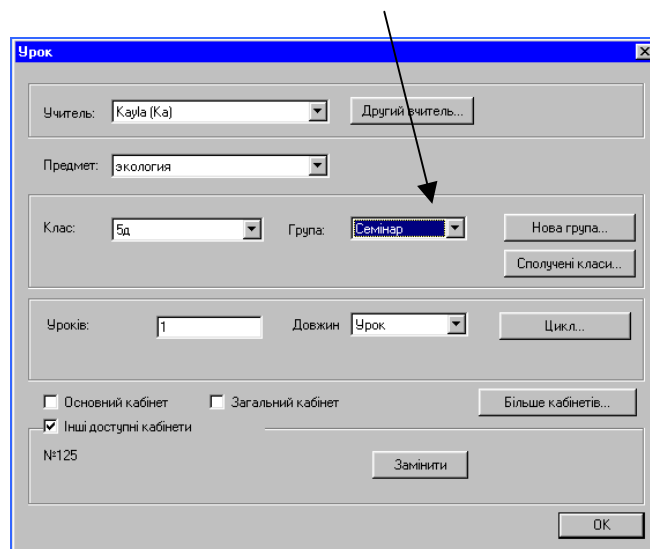 Урок
Учитель: Kayla (Ka) Другий вчитель...
Предмет: экология
Клас: 5д Група: Семінар Нова група...
Сполучені класи...
Уроків: 1 Довжин Урок Цикл...
Основний кабінет Загальний кабінет Більше кабінетів...
Інші доступні кабінети
№125 Замінити
OK